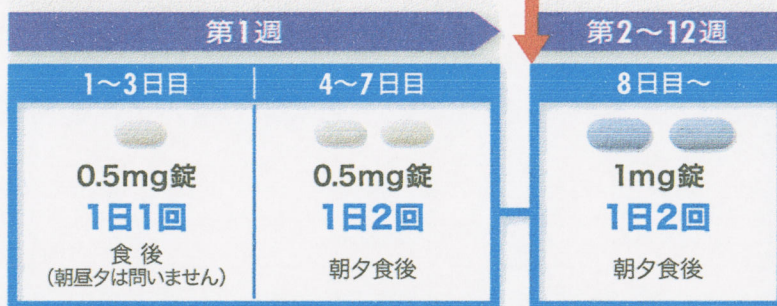 第1週
第2〜12週
1〜3日目
4〜7日目
8日目〜
0.5mg錠
1日1回
食後
(朝昼夕は問いません)
0.5mg錠
1日2回
朝夕食後
1mg錠
1日2回
朝夕食後